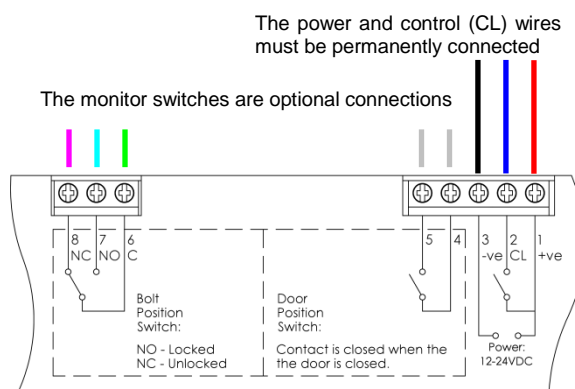 The power and control (CL) wires
must be permanently connected
The monitor switches are optional connections
8 7 6
NC NO C
5 4 3 2 1
-ve CL +ve
Bolt
Position
Switch:
NO - Locked
NC - Unlocked
Door
Position
Switch:
Contact is closed when the
the door is closed.
Power:
12-24VDC